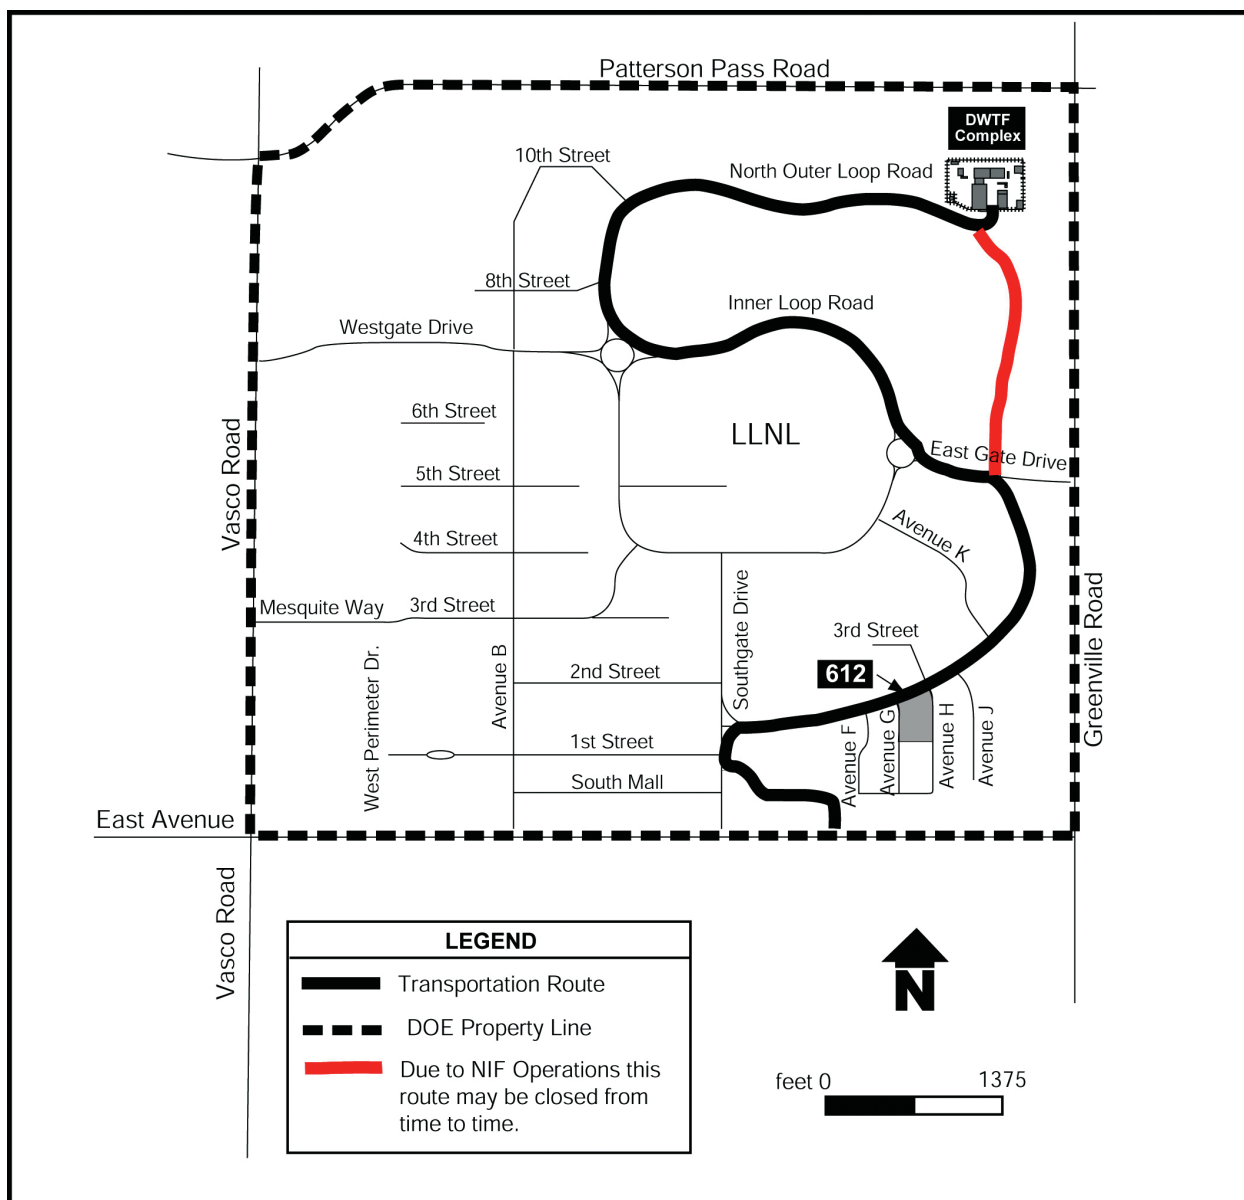 Patterson Pass Road
DWTF
Complex
10th Street
North Outer Loop Road
8th Street
Inner Loop Road
Westgate Drive
6th Street
LLNL
Vasco Road
East Gate Drive
5th Street
Avenue K
4th Street
Mesquite Way
3rd Street
Southgate Drive
Greenville Road
3rd Street
West Perimeter Dr.
Avenue B
2nd Street
612
1st Street
Avenue F
Avenue G
Avenue H
Avenue J
South Mall
East Avenue
Vasco Road
LEGEND
Transportation Route
DOE Property Line
Due to NIF Operations this
route may be closed from
time to time.
N
feet 0
1375